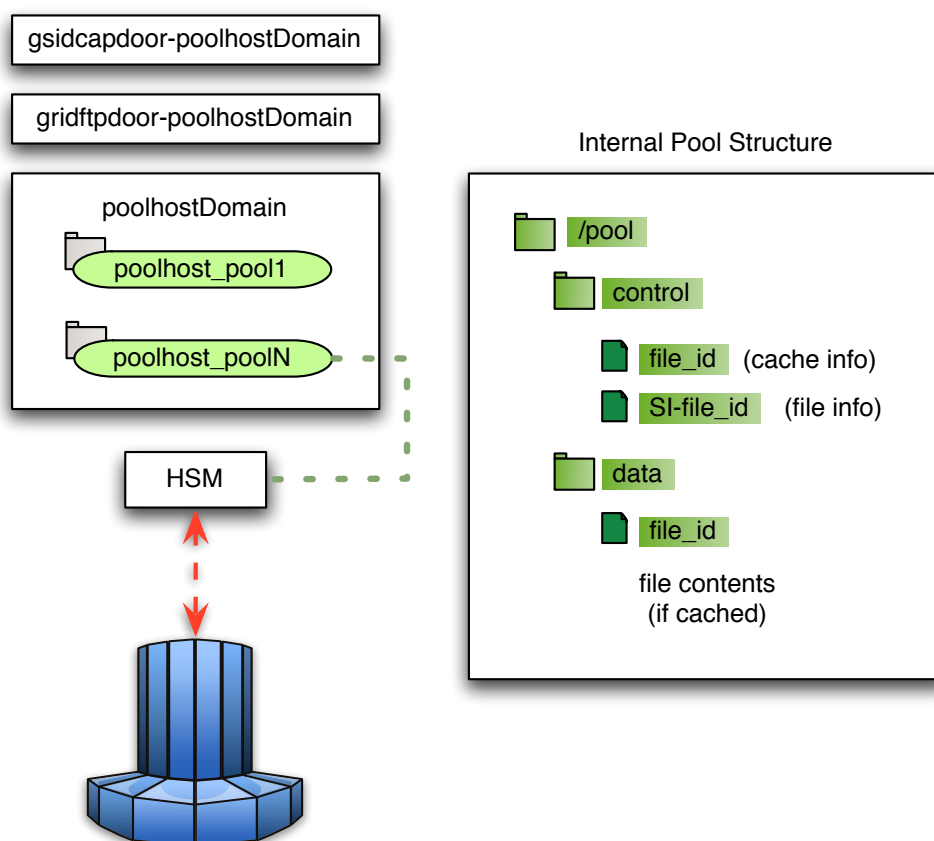 gsidcapdoor-poolhostDomain
gridftpdoor-poolhostDomain
poolhostDomain
poolhost_pool1
poolhost_poolN
HSM
Internal Pool Structure
/pool
control
file_id (cache info)
SI-file_id (file info)
data
file_id
file contents
(if cached)